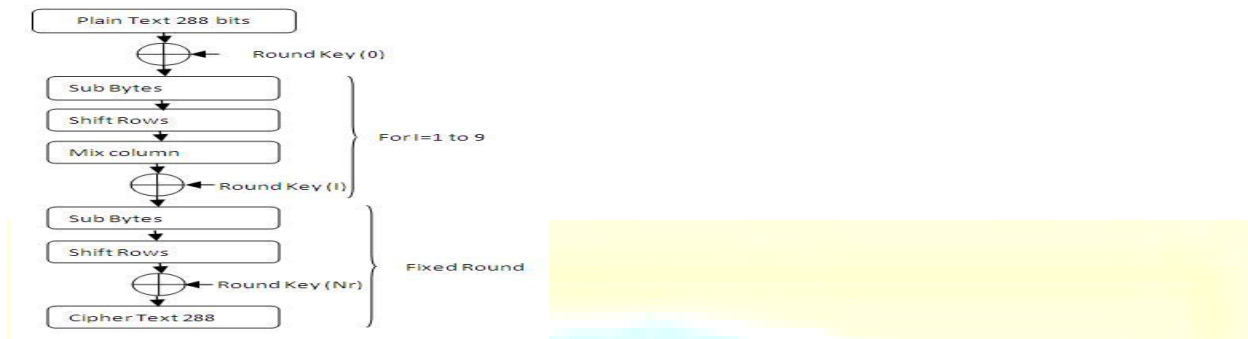 Plain Text 288 bits
Round Key (0)
Sub Bytes
Shift Rows
For I=1 to 9
Mix column
Round Key (I)
Sub Bytes
Shift Rows
Fixed Round
Round Key (Nr)
Cipher Text 288